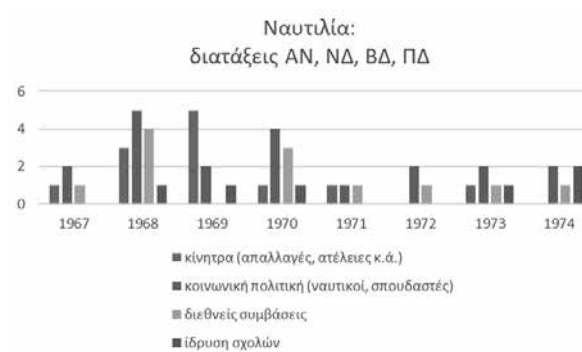 Ναυτιλία:
διατάξεις ΑΝ, ΝΔ, ΒΔ, ΠΔ
6
4
2
0
1967 1968 1969 1970 1971 1972 1973 1974
κίνητρα (απαλλαγές, ατέλειες κ.ά.)
κοινωνική πολιτική (ναυτικοί, σπουδαστές)
διεθνείς συμβάσεις
ίδρυση σχολών